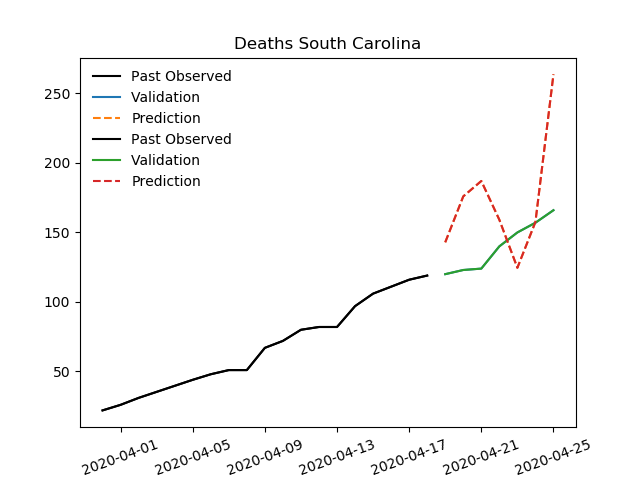 Deaths South Carolina
Past Observed
Validation
Prediction
Past Observed
Validation
Prediction
250
200
150
100
50
2020-04-01
2020-04-05
2020-04-09
2020-04-13
2020-04-17
2020-04-21
2020-04-25